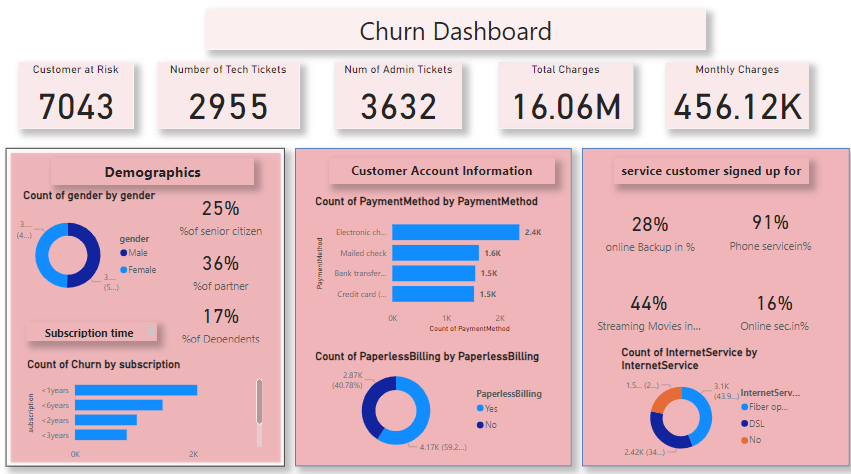 Churn Dashboard
Customer at Risk
7043
Number of Tech Tickets
2955
Num of Admin Tickets
3632
Total Charges
16.06M
Monthly Charges
456.12K
Demographics
Count of gender by gender
3....
(4...)
3....
(5...)
gender
Male
Female
25%
%of senior citizen
36%
%of partner
17%
%of Dependents
Subscription time
Count of Churn by subscription
subscription
<1years
<6years
<2years
<3years
0K 2K
Customer Account Information
Count of PaymentMethod by PaymentMethod
PaymentMethod
Electronic ch... 2.4K
Mailed check 1.6K
Bank transfer... 1.5K
Credit card (... 1.5K
0K 1K 2K
Count of PaymentMethod
Count of PaperlessBilling by PaperlessBilling
2.87K
(40.78%)
4.17K (59.2...)
PaperlessBilling
Yes
No
service customer signed up for
28%
online Backup in %
91%
Phone servicein%
44%
Streaming Movies in...
16%
Online sec.in%
Count of InternetService by
InternetService
1.5... (2...)
3.1K
(43.9...)
2.42K (34...)
InternetServ...
Fiber op...
DSL
No